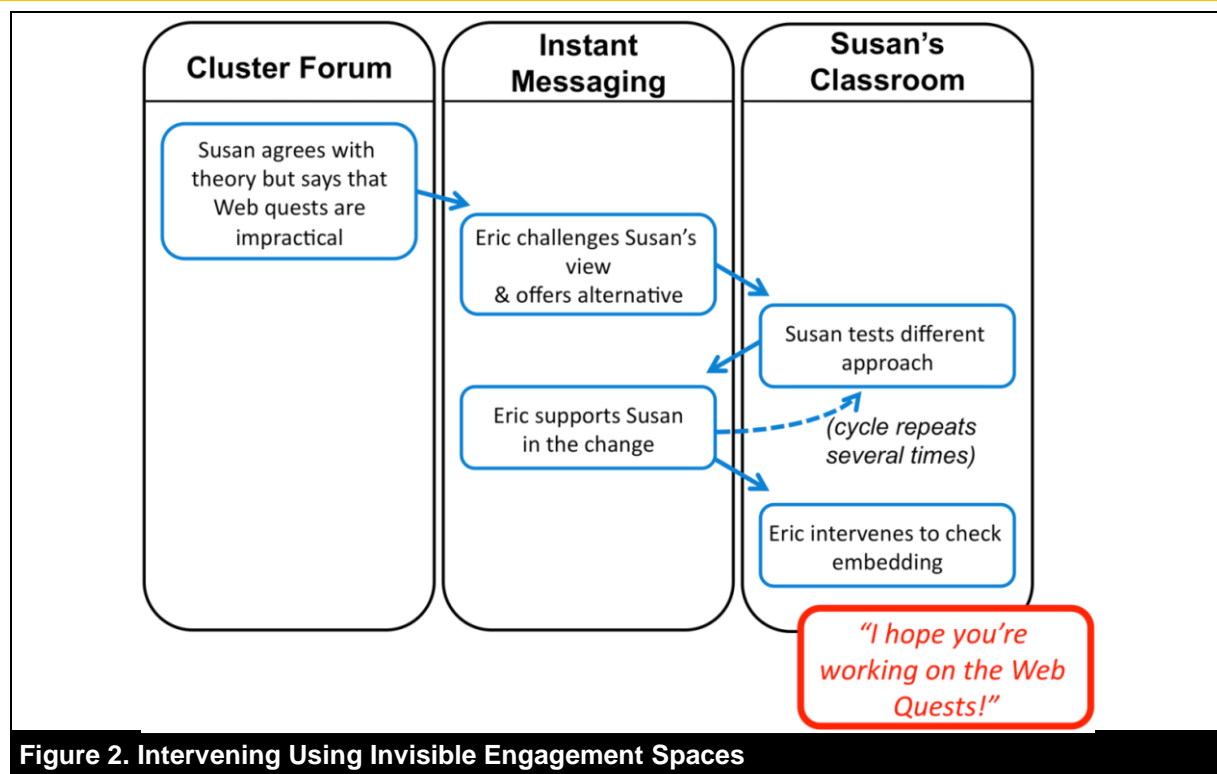 Cluster Forum
Instant
Messaging
Susan’s
Classroom
Susan agrees with
theory but says that
Web quests are
impractical
Eric challenges Susan’s
view
& offers alternative
Susan tests different
approach
Eric supports Susan
in the change
(cycle repeats
several times)
Eric intervenes to check
embedding
“I hope you’re
working on the Web
Quests!”
Figure 2. Intervening Using Invisible Engagement Spaces